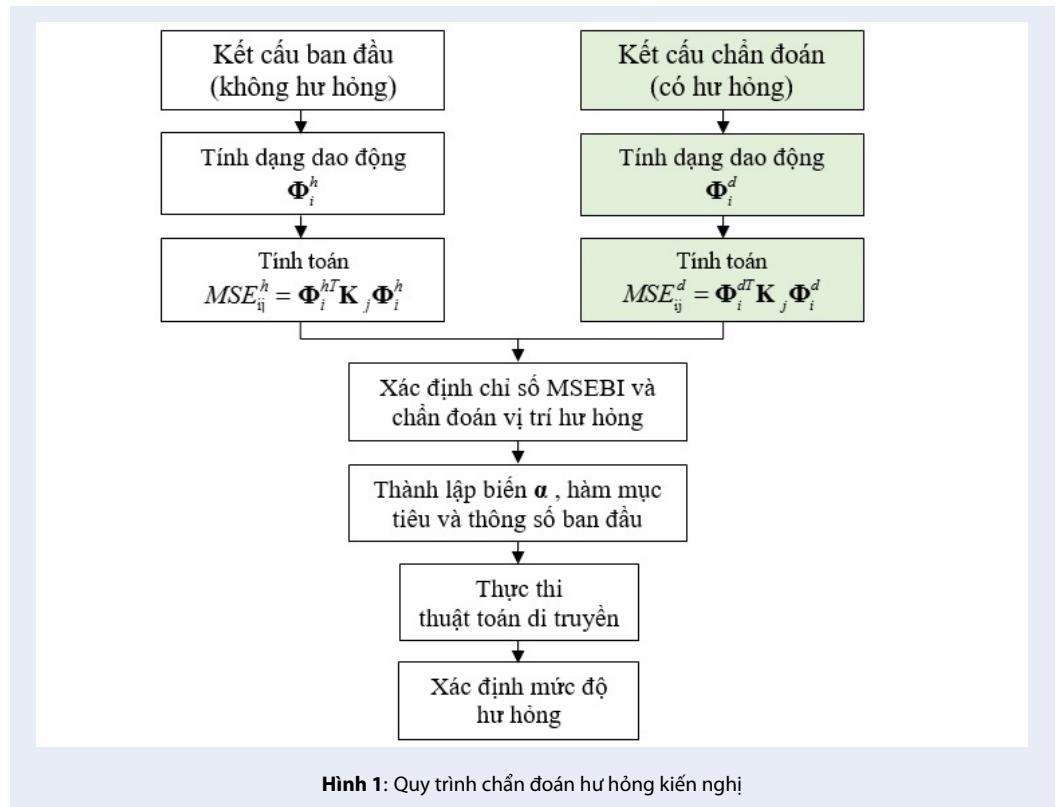 Kết cấu ban đầu
(không hư hỏng)
Kết cấu chẩn đoán
(có hư hỏng)
Tính dạng dao động
𝚽_i^h
Tính dạng dao động
𝚽_i^d
Tính toán
MSE_ij^h = 𝚽_i^{hT} 𝐊_j 𝚽_i^h
Tính toán
MSE_ij^d = 𝚽_i^{dT} 𝐊_j 𝚽_i^d
Xác định chỉ số MSEBI và
chẩn đoán vị trí hư hỏng
Thành lập biến 𝛂 , hàm mục
tiêu và thông số ban đầu
Thực thi
thuật toán di truyền
Xác định mức độ
hư hỏng
Hình 1: Quy trình chẩn đoán hư hỏng kiến nghị